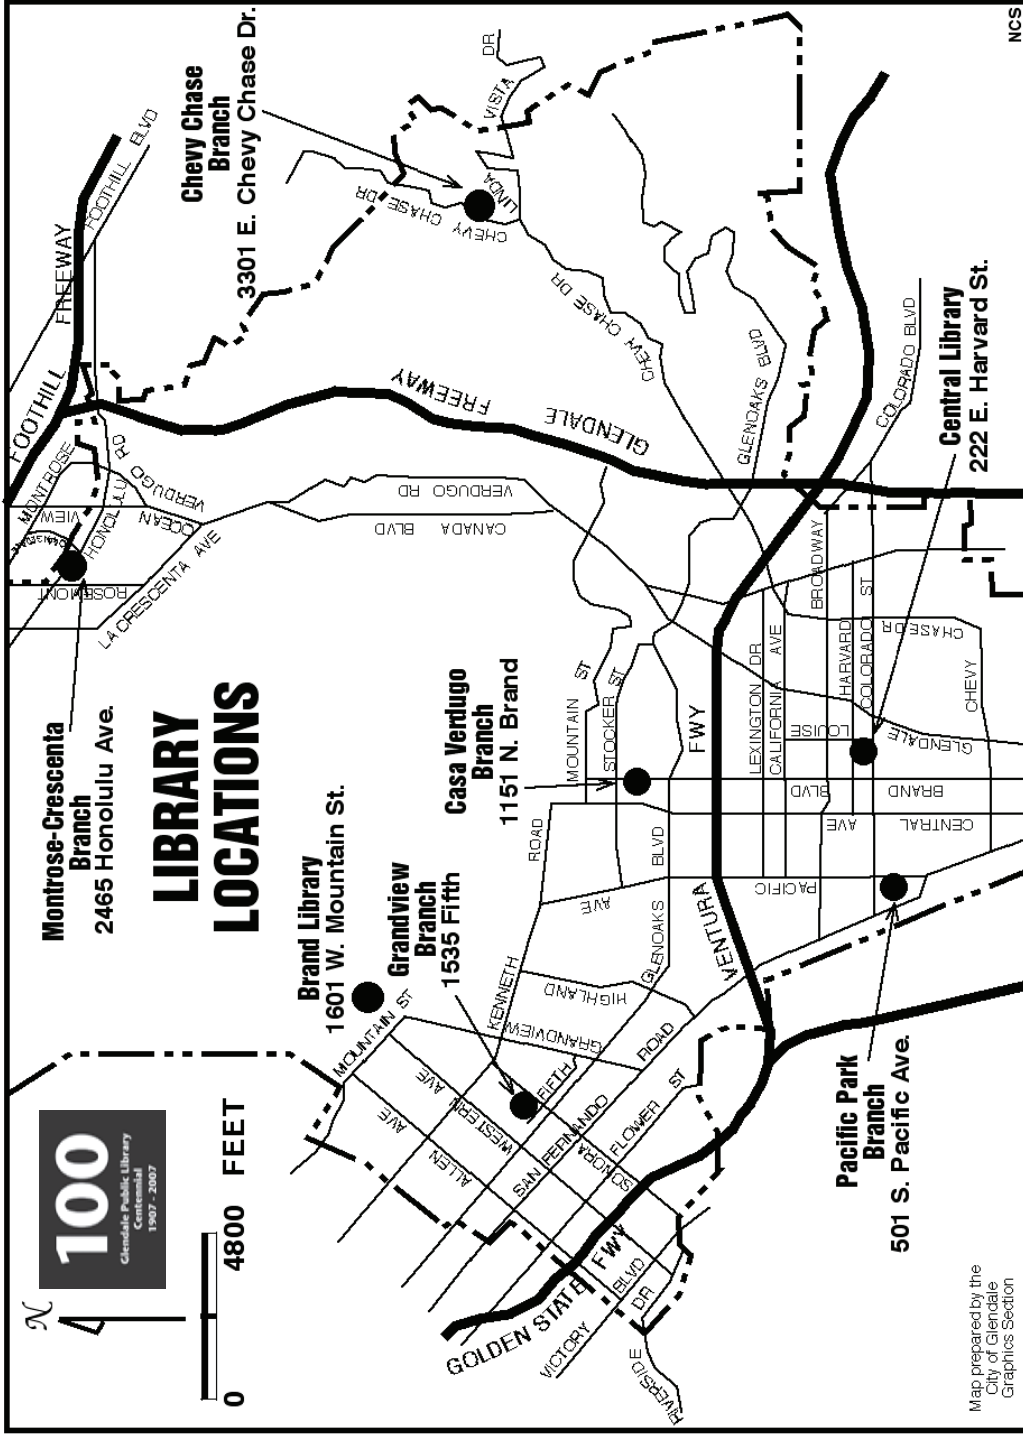 N
0 4800 FEET
100
Glendale Public Library
Centennial
1907 - 2007
LIBRARY
LOCATIONS
Montrose-Crescenta
Branch
2465 Honolulu Ave.
Chevy Chase
Branch
3301 E. Chevy Chase Dr.
Brand Library
1601 W. Mountain St.
Grandview
Branch
1535 Fifth
Casa Verdugo
Branch
1151 N. Brand
Central Library
222 E. Harvard St.
Pacific Park
Branch
501 S. Pacific Ave.
FOOTHILL FREEWAY
FOOTHILL BLVD
MONTROSE
OCEAN VIEW
HONOLULU RD
VERDUGO
ROSEMONT
LA CRESCENTA AVE
VERDUGO RD
CANADA BLVD
GLENDALE FREEWAY
CHEVY CHASE DR
LINDA VISTA DR
CHEVY CHASE DR
CHEVY
GLENOAKS BLVD
MOUNTAIN ST
STOCKER ST
MOUNTAIN ST
KENNETH ROAD
GLENOAKS BLVD
HIGHLAND
GRANDVIEW
AVE
WESTERN AVE
ALLEN AVE
FIFTH
SAN FERNANDO ROAD
SONORA
FLOWER ST
GOLDEN STATE FWY
VICTORY BLVD
RIVERSIDE DR
VENTURA FWY
LEXINGTON DR
CALIFORNIA AVE
BROADWAY
HARVARD
COLORADO ST
COLORADO BLVD
LOUISE
GLENDALE
BRAND BLVD
CENTRAL AVE
PACIFIC
CHEVY CHASE DR
Map prepared by the
City of Glendale
Graphics Section
NCS